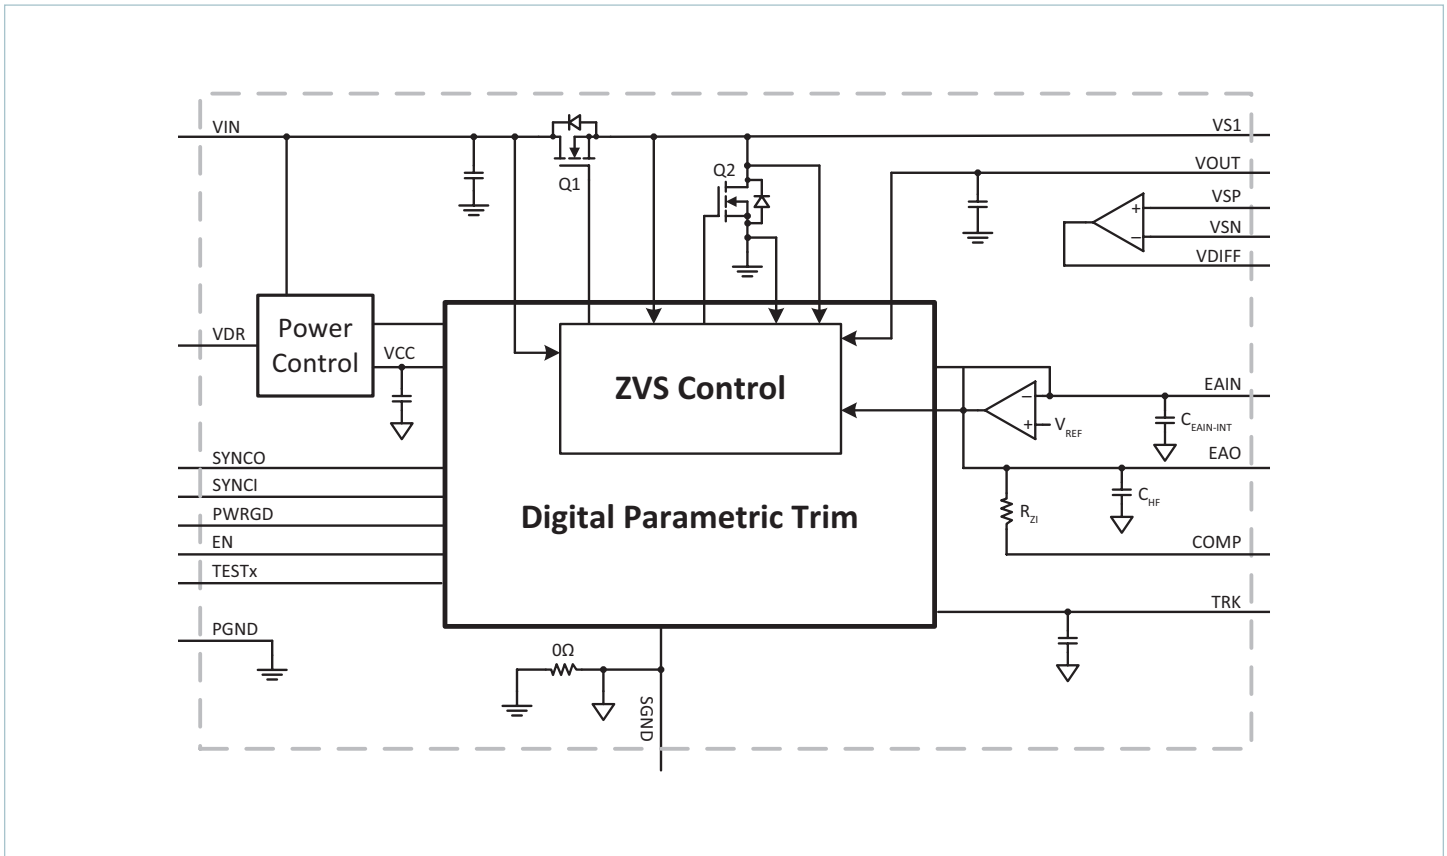 VIN
VS1
VOUT
Q1
Q2
VSP
+
VSN
–
VDIFF
Power
Control
VDR
VCC
ZVS Control
EAIN
–
+
V_REF
C_EAIN-INT
EAO
SYNCO
SYNCI
PWRGD
EN
TESTx
Digital Parametric Trim
R_ZI
C_HF
COMP
TRK
PGND
0Ω
SGND